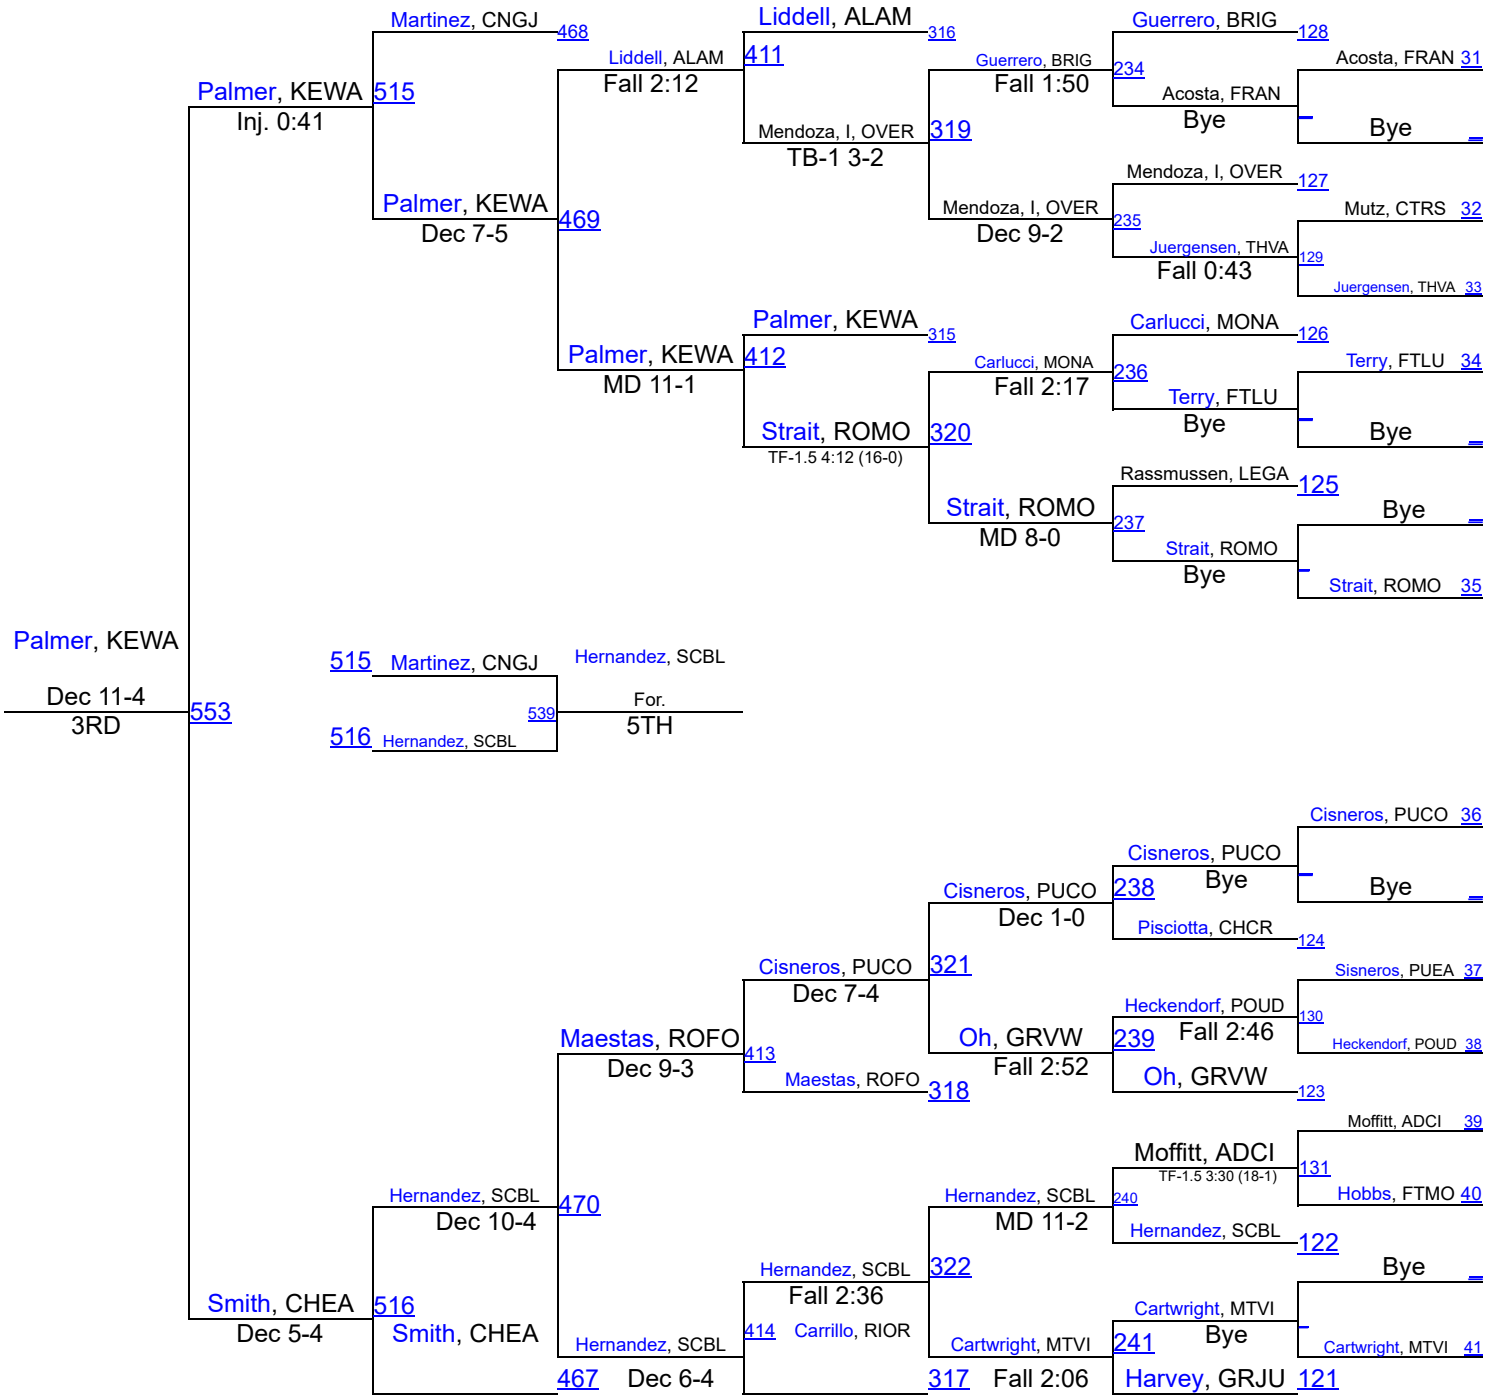 Martinez, CNGJ 468
Liddell, ALAM 316
Guerrero, BRIG 128
Liddell, ALAM 411
Fall 2:12
Guerrero, BRIG 234
Fall 1:50
Acosta, FRAN 31
Palmer, KEWA 515
Inj. 0:41
Acosta, FRAN
Bye
Bye
Mendoza, I, OVER 319
TB-1 3-2
Mendoza, I, OVER 127
Palmer, KEWA 469
Dec 7-5
Mendoza, I, OVER 235
Dec 9-2
Mutz, CTRS 32
Juergensen, THVA 129
Fall 0:43
Juergensen, THVA 33
Palmer, KEWA 315
Carlucci, MONA 126
Palmer, KEWA 412
MD 11-1
Carlucci, MONA 236
Fall 2:17
Terry, FTLU 34
Terry, FTLU
Bye
Bye
Strait, ROMO 320
TF-1.5 4:12 (16-0)
Rassmussen, LEGA 125
Strait, ROMO 237
MD 8-0
Bye
Strait, ROMO
Bye
Strait, ROMO 35
Palmer, KEWA
Dec 11-4 553
3RD
515 Martinez, CNGJ
Hernandez, SCBL
539 For.
5TH
516 Hernandez, SCBL
Cisneros, PUCO 36
Cisneros, PUCO
Bye
Bye
Cisneros, PUCO 238
Dec 1-0
Pisciotta, CHCR 124
Cisneros, PUCO 321
Dec 7-4
Sisneros, PUEA 37
Heckendorf, POUD 130
Fall 2:46
Heckendorf, POUD 38
Maestas, ROFO 413
Dec 9-3
Oh, GRVW 239
Fall 2:52
Maestas, ROFO 318
Oh, GRVW 123
Moffitt, ADCI 39
Moffitt, ADCI 131
TF-1.5 3:30 (18-1)
Hobbs, FTMO 40
Hernandez, SCBL 470
Dec 10-4
Hernandez, SCBL 240
MD 11-2
Hernandez, SCBL 122
Hernandez, SCBL 322
Fall 2:36
Bye
Smith, CHEA 516
Dec 5-4
Cartwright, MTVI
Bye
Smith, CHEA 467
Hernandez, SCBL 414
Dec 6-4
Carrillo, RIOR 317
Cartwright, MTVI 241
Fall 2:06
Cartwright, MTVI 41
Harvey, GRJU 121